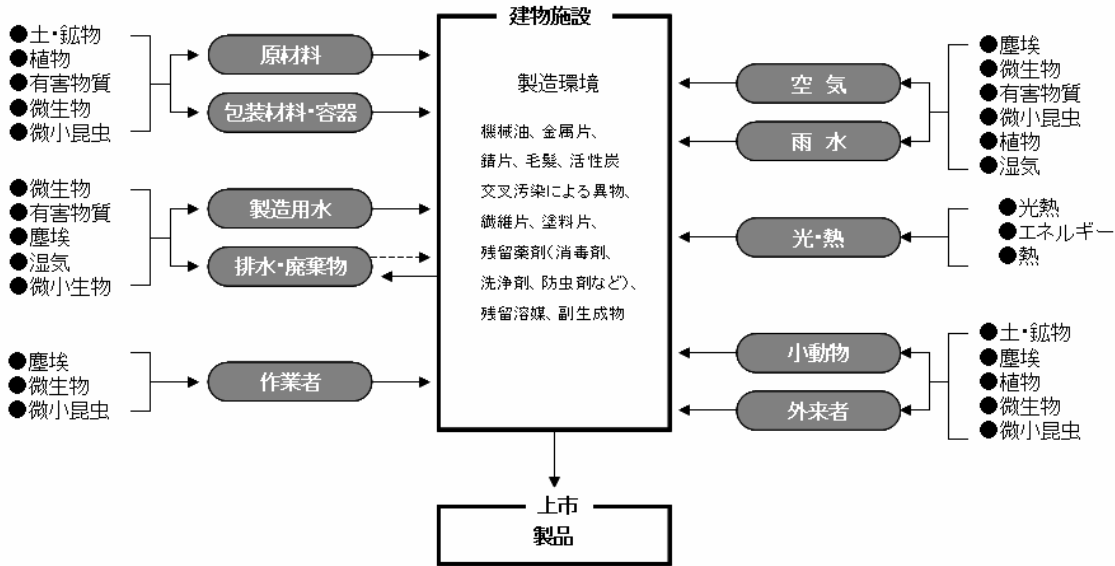 建物施設
●土・鉱物
●植物
●有害物質
●微生物
●微小昆虫
原材料
包装材料・容器
●微生物
●有害物質
●塵埃
●湿気
●微小生物
製造用水
排水・廃棄物
●塵埃
●微生物
●微小昆虫
作業者
製造環境
機械油、金属片、
錆片、毛髪、活性炭
交叉汚染による異物、
繊維片、塗料片、
残留薬剤(消毒剤、
洗浄剤、防虫剤など)、
残留溶媒、副生成物
空 気
雨 水
●塵埃
●微生物
●有害物質
●微小昆虫
●植物
●湿気
光・熱
●光熱
●エネルギー
●熱
小動物
外来者
●土・鉱物
●塵埃
●植物
●微生物
●微小昆虫
上市
製品